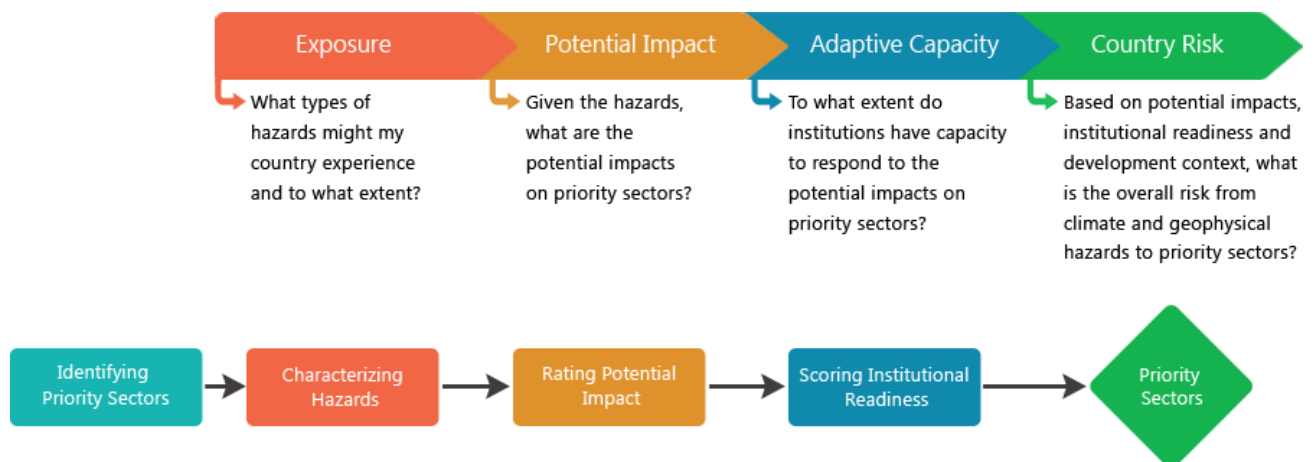 Exposure
Potential Impact
Adaptive Capacity
Country Risk
What types of
hazards might my
country experience
and to what extent?
Given the hazards,
what are the
potential impacts
on priority sectors?
To what extent do
institutions have capacity
to respond to the
potential impacts on
priority sectors?
Based on potential impacts,
institutional readiness and
development context, what
is the overall risk from
climate and geophysical
hazards to priority sectors?
Identifying
Priority Sectors
Characterizing
Hazards
Rating Potential
Impact
Scoring Institutional
Readiness
Priority
Sectors